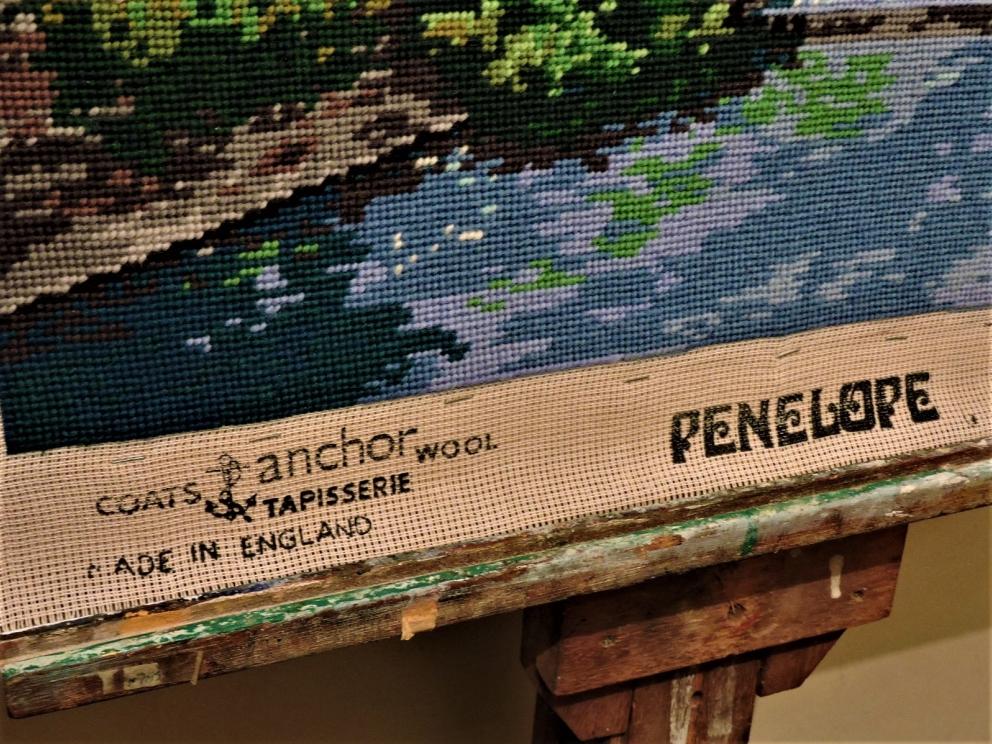 COATS anchor WOOL
TAPISSERIE
ADE IN ENGLAND
PENELOPE